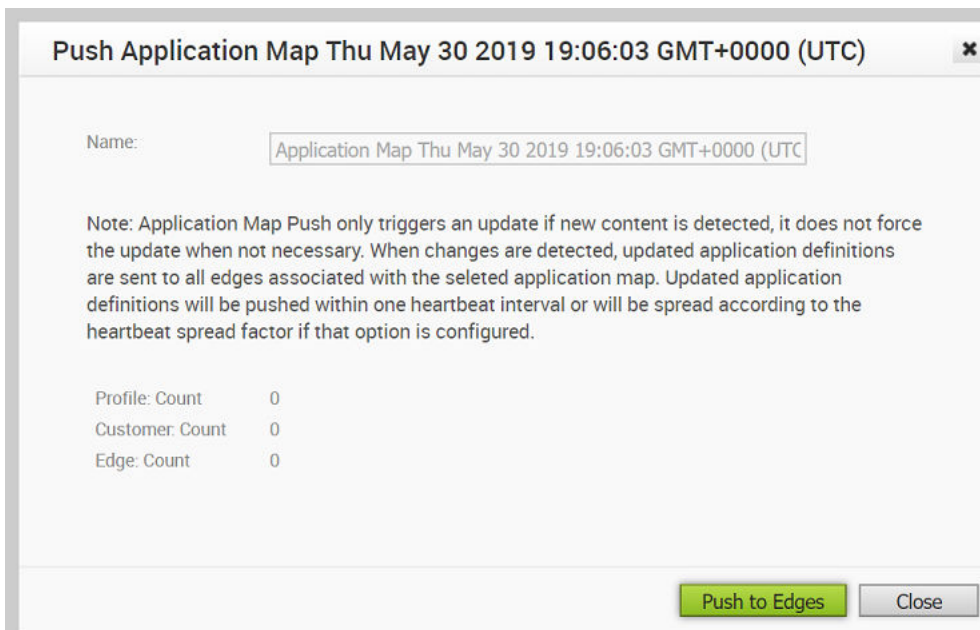 Push Application Map Thu May 30 2019 19:06:03 GMT+0000 (UTC)
Name:
Application Map Thu May 30 2019 19:06:03 GMT+0000 (UTC
Note: Application Map Push only triggers an update if new content is detected, it does not force
the update when not necessary. When changes are detected, updated application definitions
are sent to all edges associated with the seleted application map. Updated application
definitions will be pushed within one heartbeat interval or will be spread according to the
heartbeat spread factor if that option is configured.
Profile: Count 0
Customer: Count 0
Edge: Count 0
Push to Edges
Close